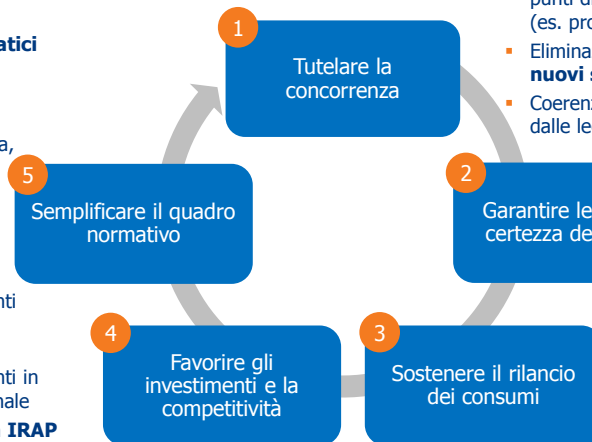 (es. pro
atici
Elimina
nuovi s
Coerenz
dalle le
a,
1
Tutelare la
concorrenza
2
Garantire le
certezza de
3
Sostenere il rilancio
dei consumi
4
Favorire gli
investimenti e la
competitività
5
Semplificare il quadro
normativo
nti
nti in
nale
IRAP